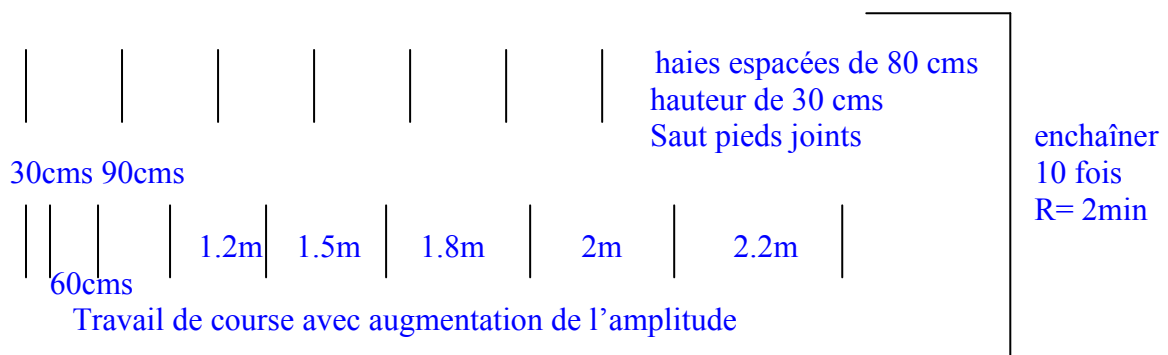 haies espacées de 80 cms
hauteur de 30 cms
Saut pieds joints
enchaîner
10 fois
R= 2min
30cms 90cms
1.2m 1.5m 1.8m 2m 2.2m
60cms
Travail de course avec augmentation de l’amplitude